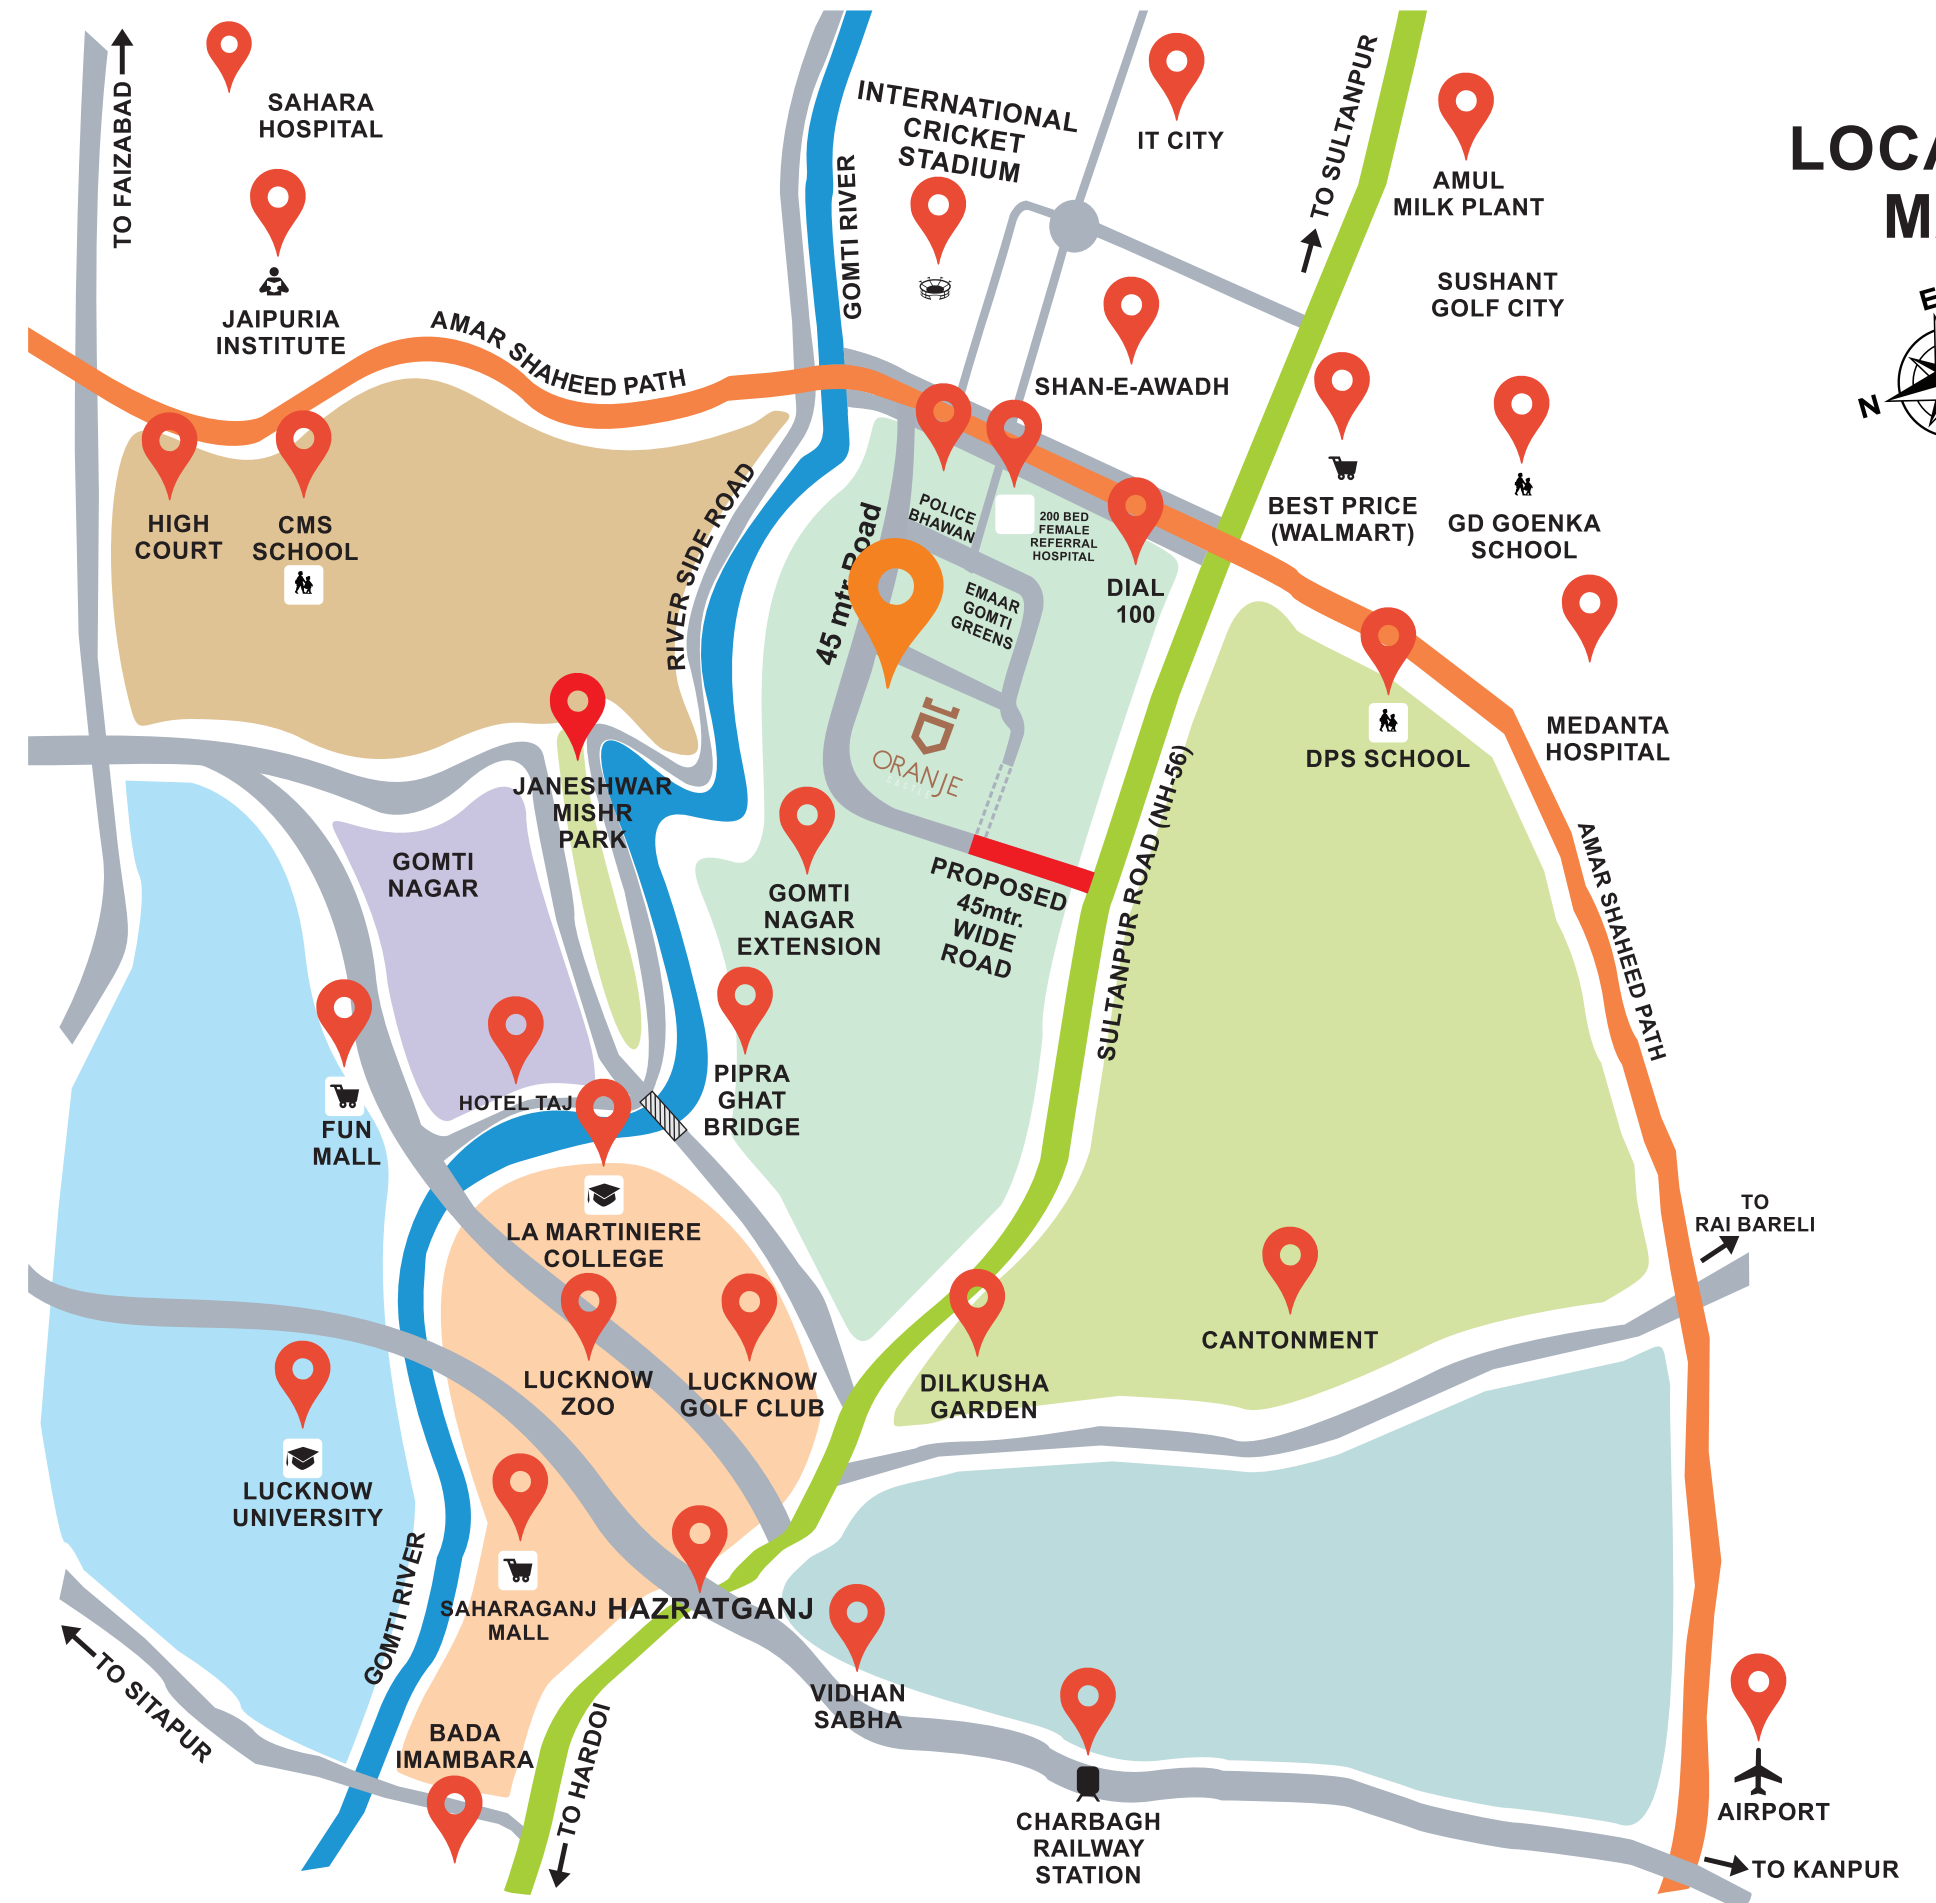 TO FAIZABAD
SAHARA
HOSPITAL
JAIPURIA
INSTITUTE
AMAR SHAHEED PATH
HIGH
COURT
CMS
SCHOOL
GOMTI RIVER
INTERNATIONAL
CRICKET
STADIUM
IT CITY
TO SULTANPUR
AMUL
MILK PLANT
SUSHANT
GOLF CITY
LOCA
M
E
N
SHAN-E-AWADH
BEST PRICE
(WALMART)
GD GOENKA
SCHOOL
MEDANTA
HOSPITAL
RIVER SIDE ROAD
45 mtr Road
POLICE
BHAWAN
200 BED
FEMALE
REFERRAL
HOSPITAL
DIAL
100
EMAAR
GOMTI
GREENS
ORANJE
CASTLE
DPS SCHOOL
JANESHWAR
MISHR
PARK
GOMTI
NAGAR
GOMTI
NAGAR
EXTENSION
PROPOSED
45mtr.
WIDE
ROAD
SULTANPUR ROAD (NH-56)
AMAR SHAHEED PATH
PIPRA
GHAT
BRIDGE
HOTEL TAJ
FUN
MALL
LA MARTINIERE
COLLEGE
LUCKNOW
ZOO
LUCKNOW
GOLF CLUB
DILKUSHA
GARDEN
CANTONMENT
TO
RAI BARELI
LUCKNOW
UNIVERSITY
GOMTI RIVER
SAHARAGANJ
MALL
HAZRATGANJ
VIDHAN
SABHA
TO SITAPUR
BADA
IMAMBARA
TO HARDOI
CHARBAGH
RAILWAY
STATION
AIRPORT
TO KANPUR